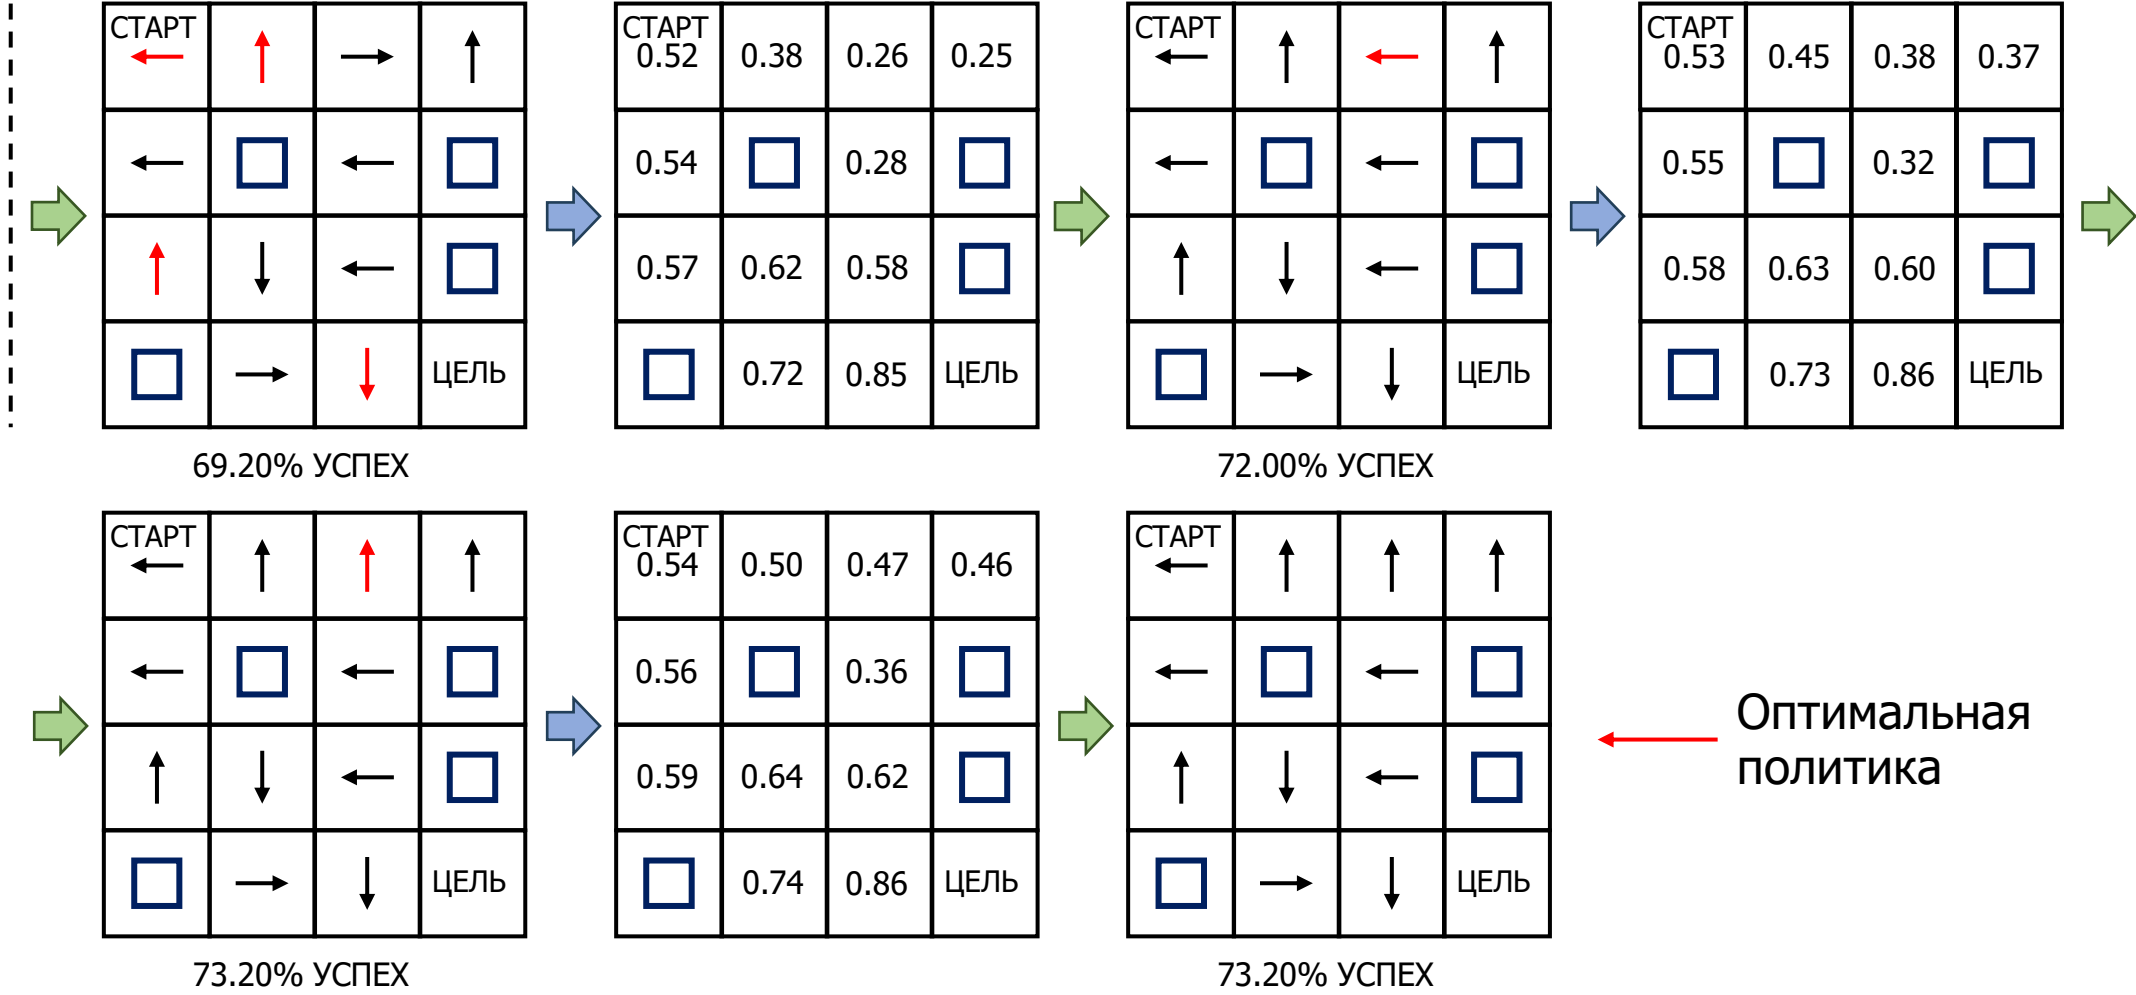 СТАРТ
СТАРТ
0.52 0.38 0.26 0.25
0.54 0.28
0.57 0.62 0.58
0.72 0.85 ЦЕЛЬ
СТАРТ
СТАРТ
0.53 0.45 0.38 0.37
0.55 0.32
0.58 0.63 0.60
0.73 0.86 ЦЕЛЬ
ЦЕЛЬ
ЦЕЛЬ
69.20% УСПЕХ
72.00% УСПЕХ
СТАРТ
СТАРТ
0.54 0.50 0.47 0.46
0.56 0.36
0.59 0.64 0.62
0.74 0.86 ЦЕЛЬ
СТАРТ
ЦЕЛЬ
ЦЕЛЬ
Оптимальная
политика
73.20% УСПЕХ
73.20% УСПЕХ